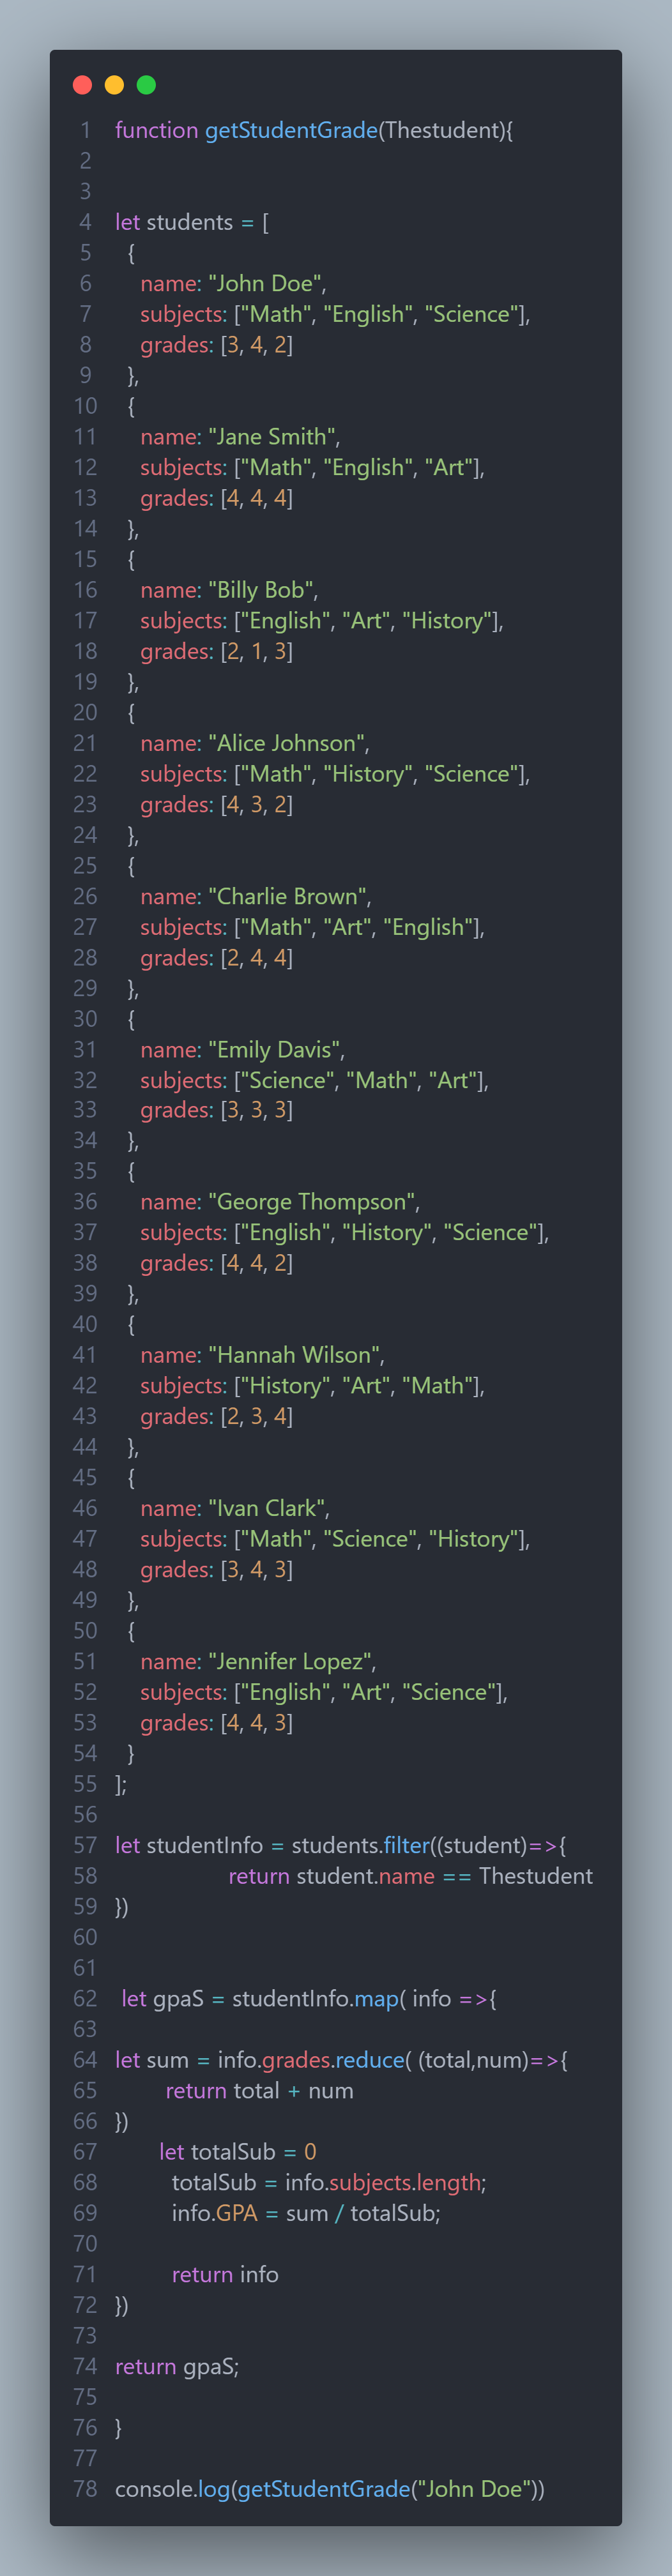 1 function getStudentGrade(Thestudent){
2
3
4 let students = [
5   {
6     name: "John Doe",
7     subjects: ["Math", "English", "Science"],
8     grades: [3, 4, 2]
9   },
10   {
11     name: "Jane Smith",
12     subjects: ["Math", "English", "Art"],
13     grades: [4, 4, 4]
14   },
15   {
16     name: "Billy Bob",
17     subjects: ["English", "Art", "History"],
18     grades: [2, 1, 3]
19   },
20   {
21     name: "Alice Johnson",
22     subjects: ["Math", "History", "Science"],
23     grades: [4, 3, 2]
24   },
25   {
26     name: "Charlie Brown",
27     subjects: ["Math", "Art", "English"],
28     grades: [2, 4, 4]
29   },
30   {
31     name: "Emily Davis",
32     subjects: ["Science", "Math", "Art"],
33     grades: [3, 3, 3]
34   },
35   {
36     name: "George Thompson",
37     subjects: ["English", "History", "Science"],
38     grades: [4, 4, 2]
39   },
40   {
41     name: "Hannah Wilson",
42     subjects: ["History", "Art", "Math"],
43     grades: [2, 3, 4]
44   },
45   {
46     name: "Ivan Clark",
47     subjects: ["Math", "Science", "History"],
48     grades: [3, 4, 3]
49   },
50   {
51     name: "Jennifer Lopez",
52     subjects: ["English", "Art", "Science"],
53     grades: [4, 4, 3]
54   }
55 ];
56
57 let studentInfo = students.filter((student)=>{
58                   return student.name == Thestudent
59 })
60
61
62  let gpaS = studentInfo.map( info =>{
63
64 let sum = info.grades.reduce( (total,num)=>{
65         return total + num
66 })
67        let totalSub = 0
68          totalSub = info.subjects.length;
69          info.GPA = sum / totalSub;
70
71          return info
72 })
73
74 return gpaS;
75
76 }
77
78 console.log(getStudentGrade("John Doe"))